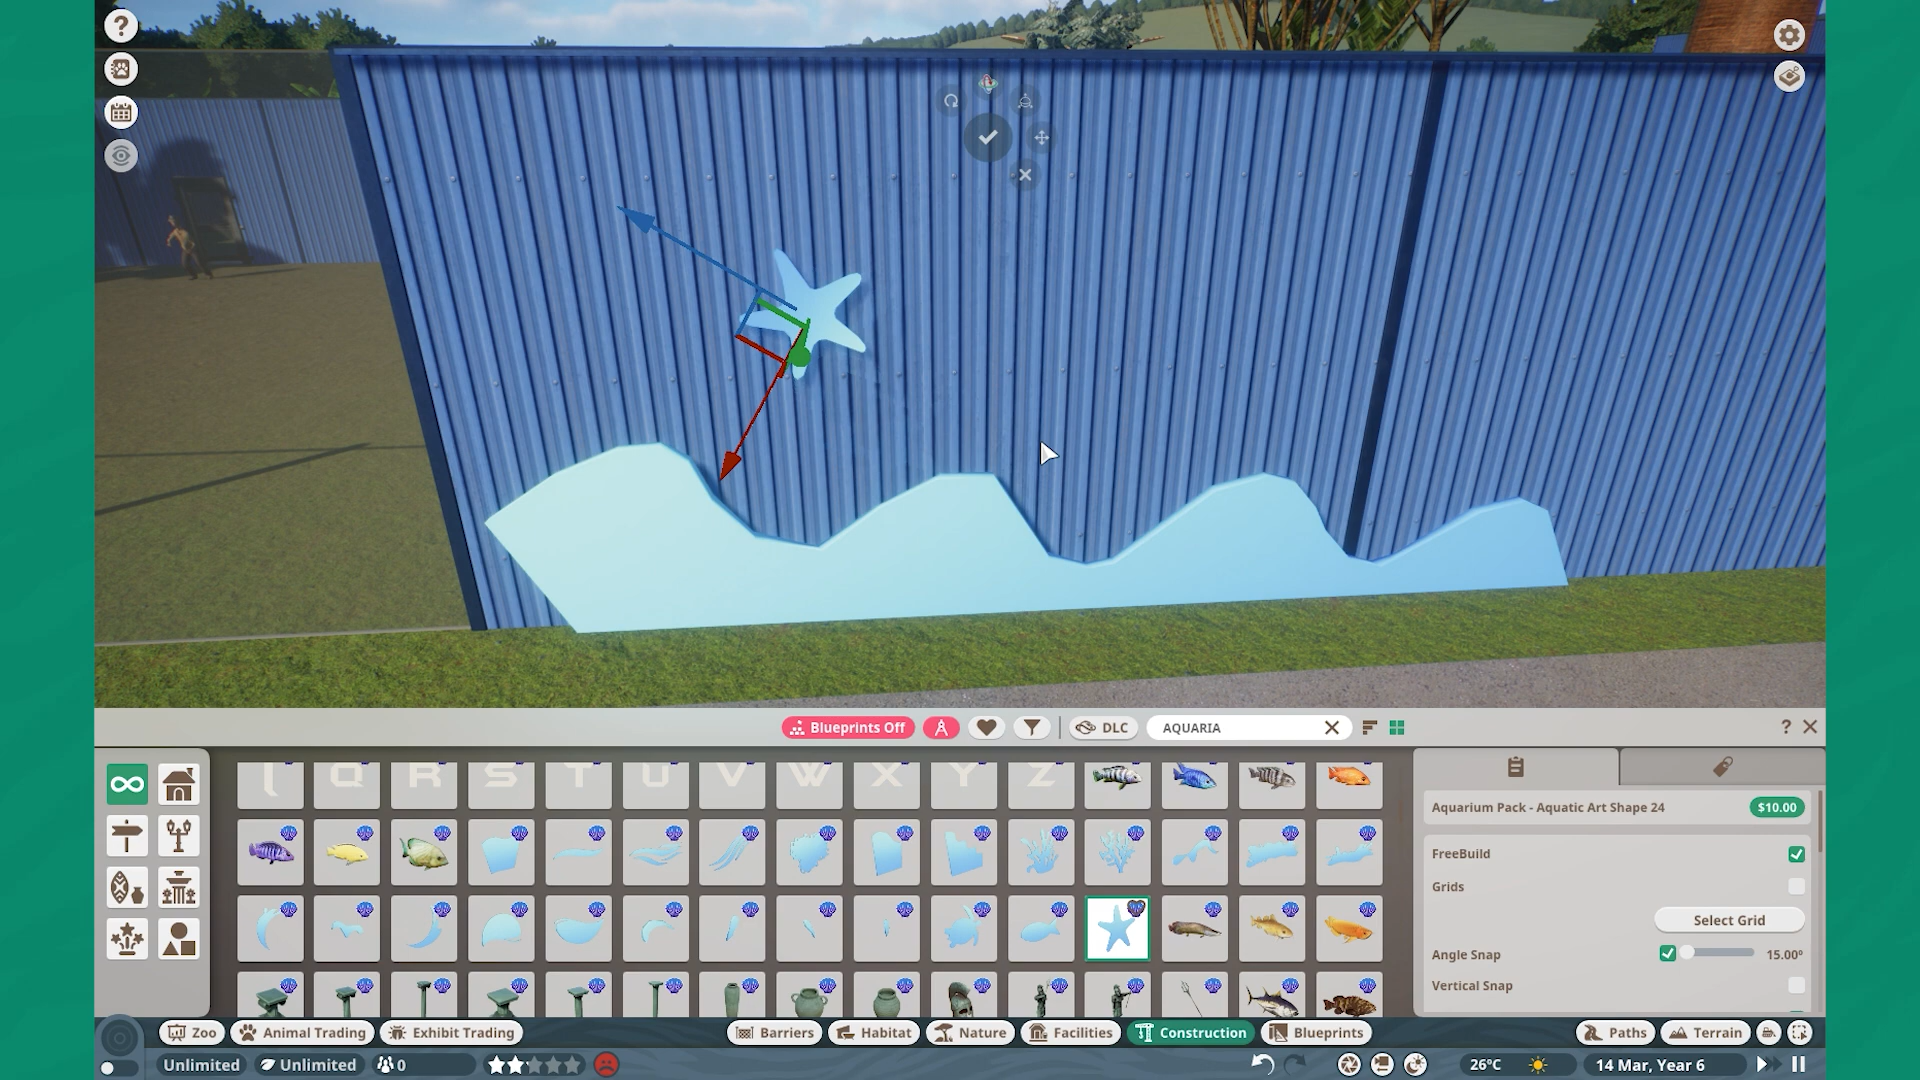 Blueprints Off
DLC
AQUARIA
Q R S T U V W X Y Z
Aquarium Pack - Aquatic Art Shape 24
$10.00
FreeBuild
Grids
Select Grid
Angle Snap
15.00°
Vertical Snap
Zoo
Animal Trading
Exhibit Trading
Barriers
Habitat
Nature
Facilities
Construction
Blueprints
Paths
Terrain
Unlimited
Unlimited
0
26°C
14 Mar, Year 6